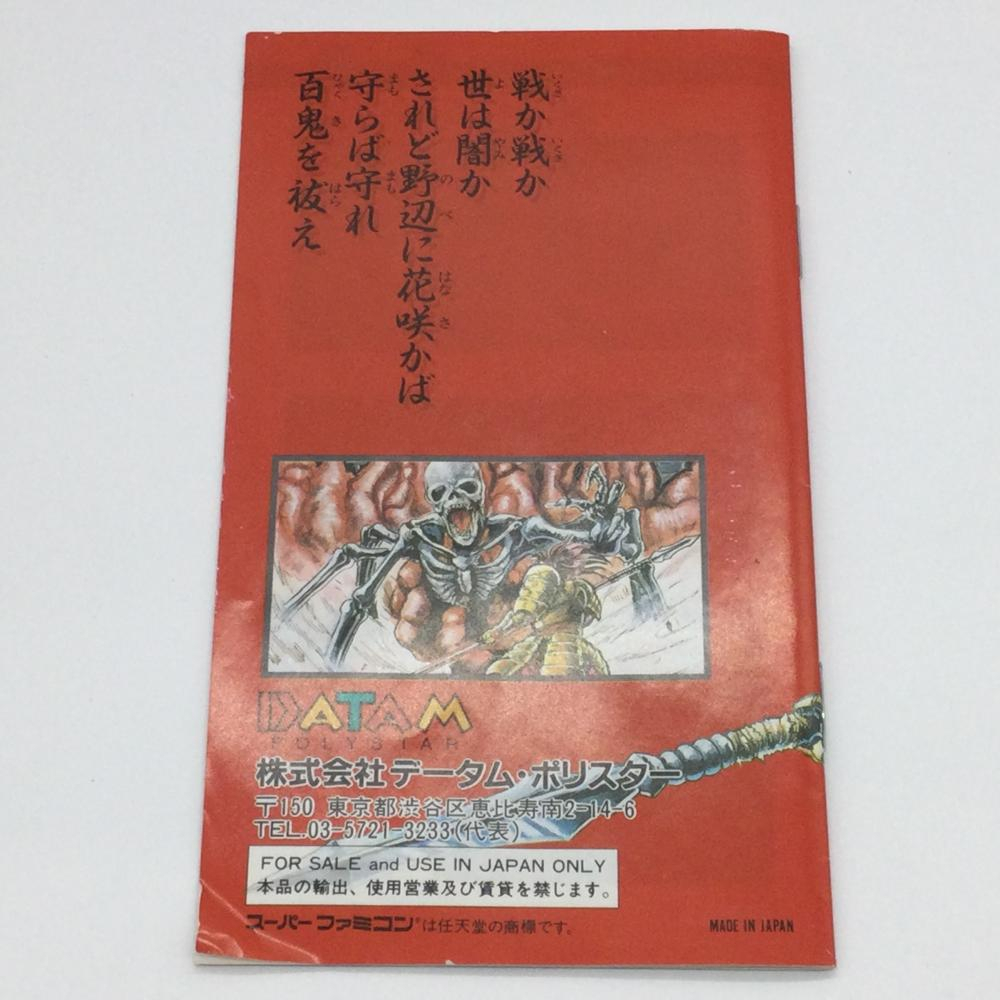 戦か戦か
世は闇か
されど野辺に花咲かば
守らば守れ
百鬼を祓え
DATAM
POLYSTAR
株式会社データム・ポリスター
〒150 東京都渋谷区恵比寿南2-14-6
TEL.03-5721-3233(代表)
FOR SALE and USE IN JAPAN ONLY
本品の輸出、使用営業及び賃貸を禁じます。
スーパーファミコン®は任天堂の商標です。
MADE IN JAPAN